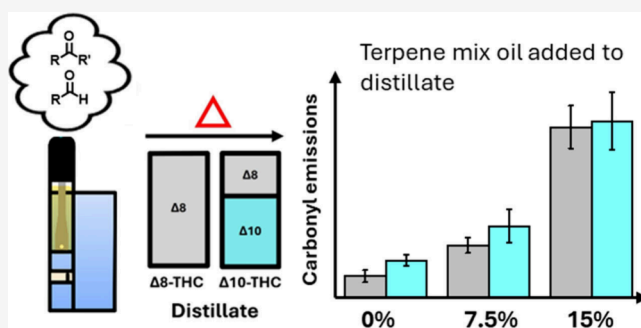 O
R R'
O
R H
Δ8
Δ8
Δ10
Δ8-THC Δ10-THC
Distillate
Terpene mix oil added to
distillate
Carbonyl emissions
0% 7.5% 15%